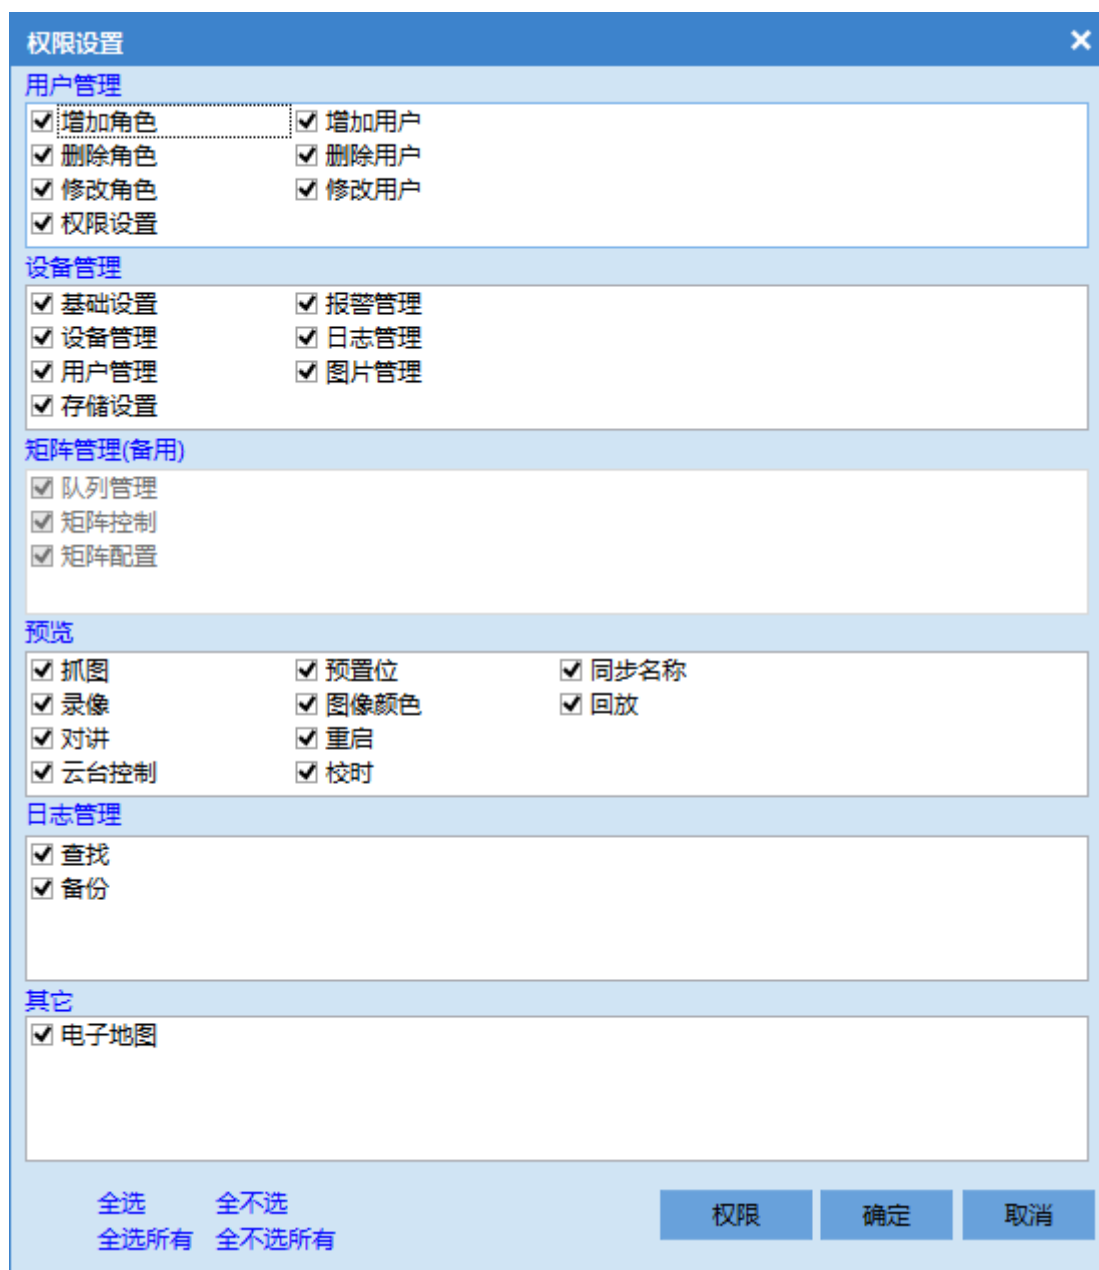 权限设置
用户管理
增加角色 增加用户
删除角色 删除用户
修改角色 修改用户
权限设置
设备管理
基础设置 报警管理
设备管理 日志管理
用户管理 图片管理
存储设置
矩阵管理(备用)
队列管理
矩阵控制
矩阵配置
预览
抓图 预置位 同步名称
录像 图像颜色 回放
对讲 重启
云台控制 校时
日志管理
查找
备份
其它
电子地图
全选 全不选
全选所有 全不选所有
权限 确定 取消